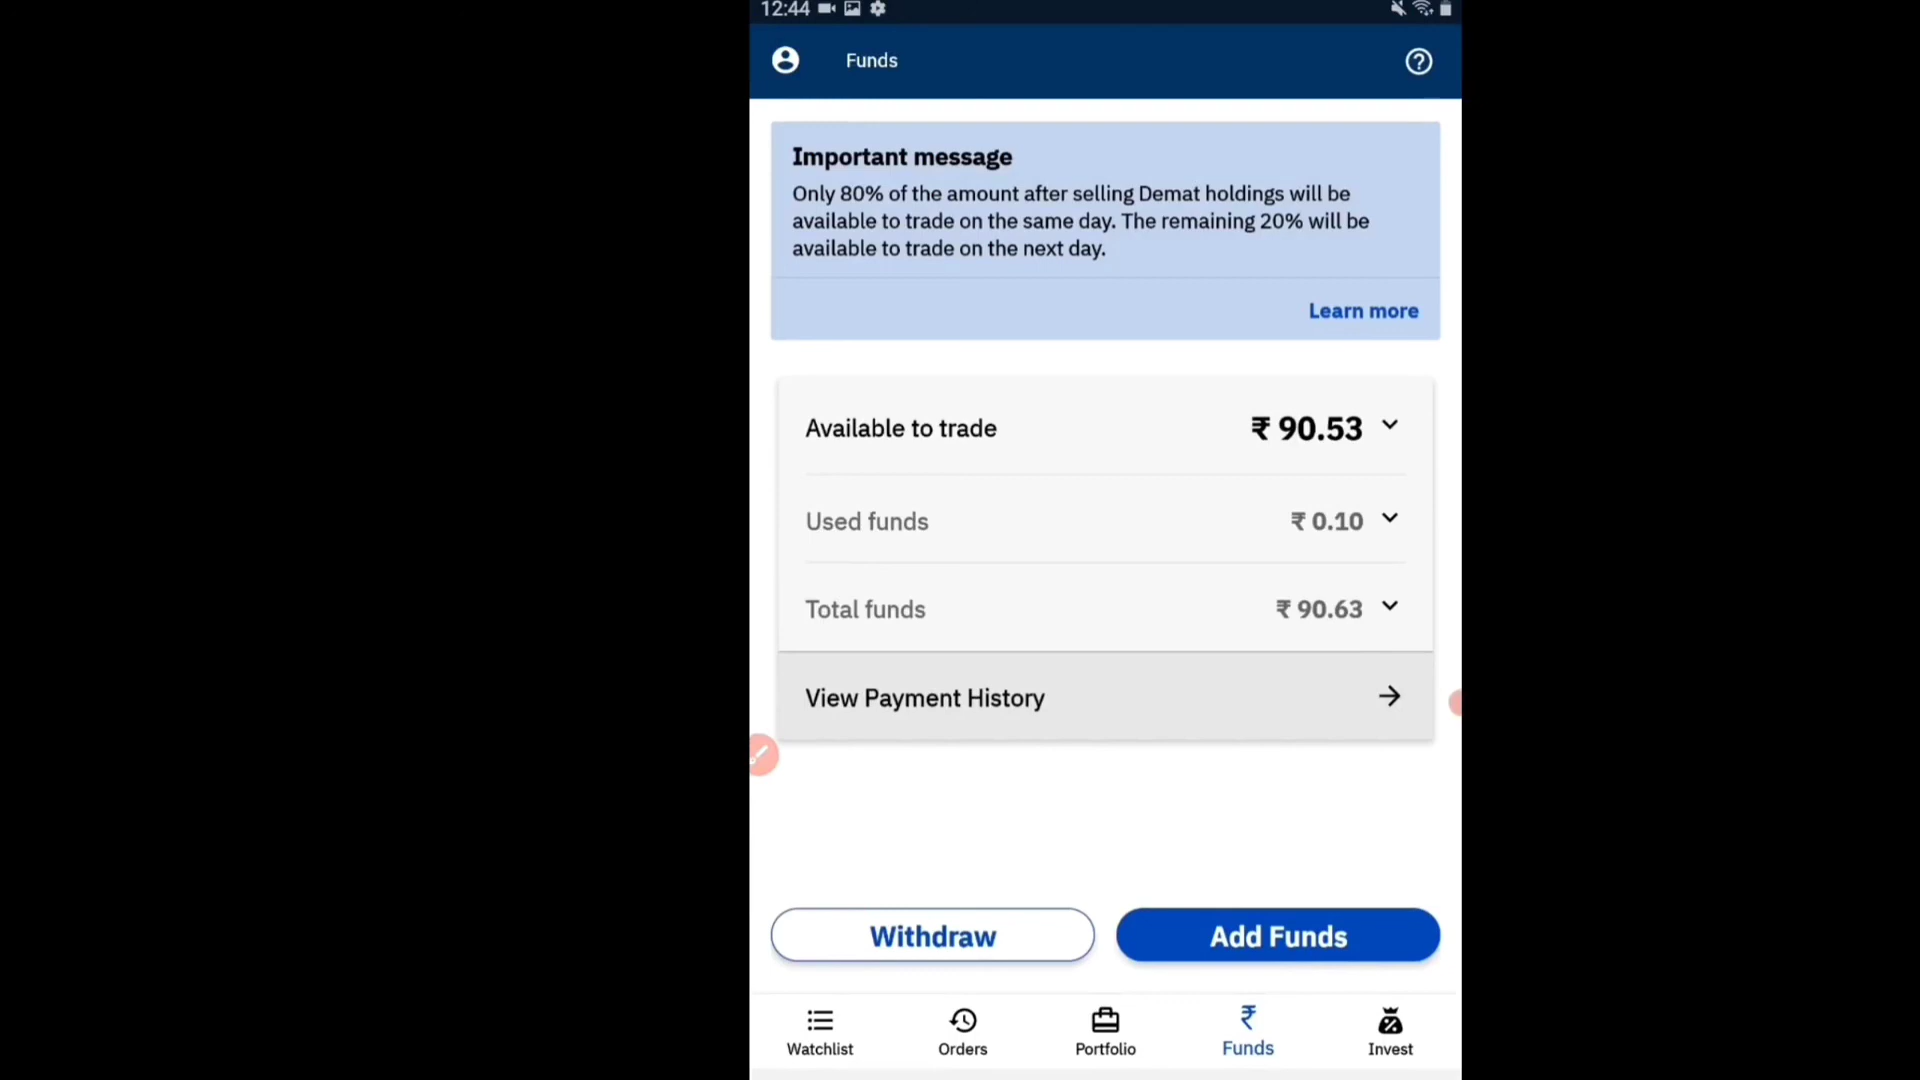 12:44
Funds
Important message
Only 80% of the amount after selling Demat holdings will be
available to trade on the same day. The remaining 20% will be
available to trade on the next day.
Learn more
Available to trade ₹ 90.53
Used funds ₹ 0.10
Total funds ₹ 90.63
View Payment History
Withdraw Add Funds
Watchlist Orders Portfolio Funds Invest